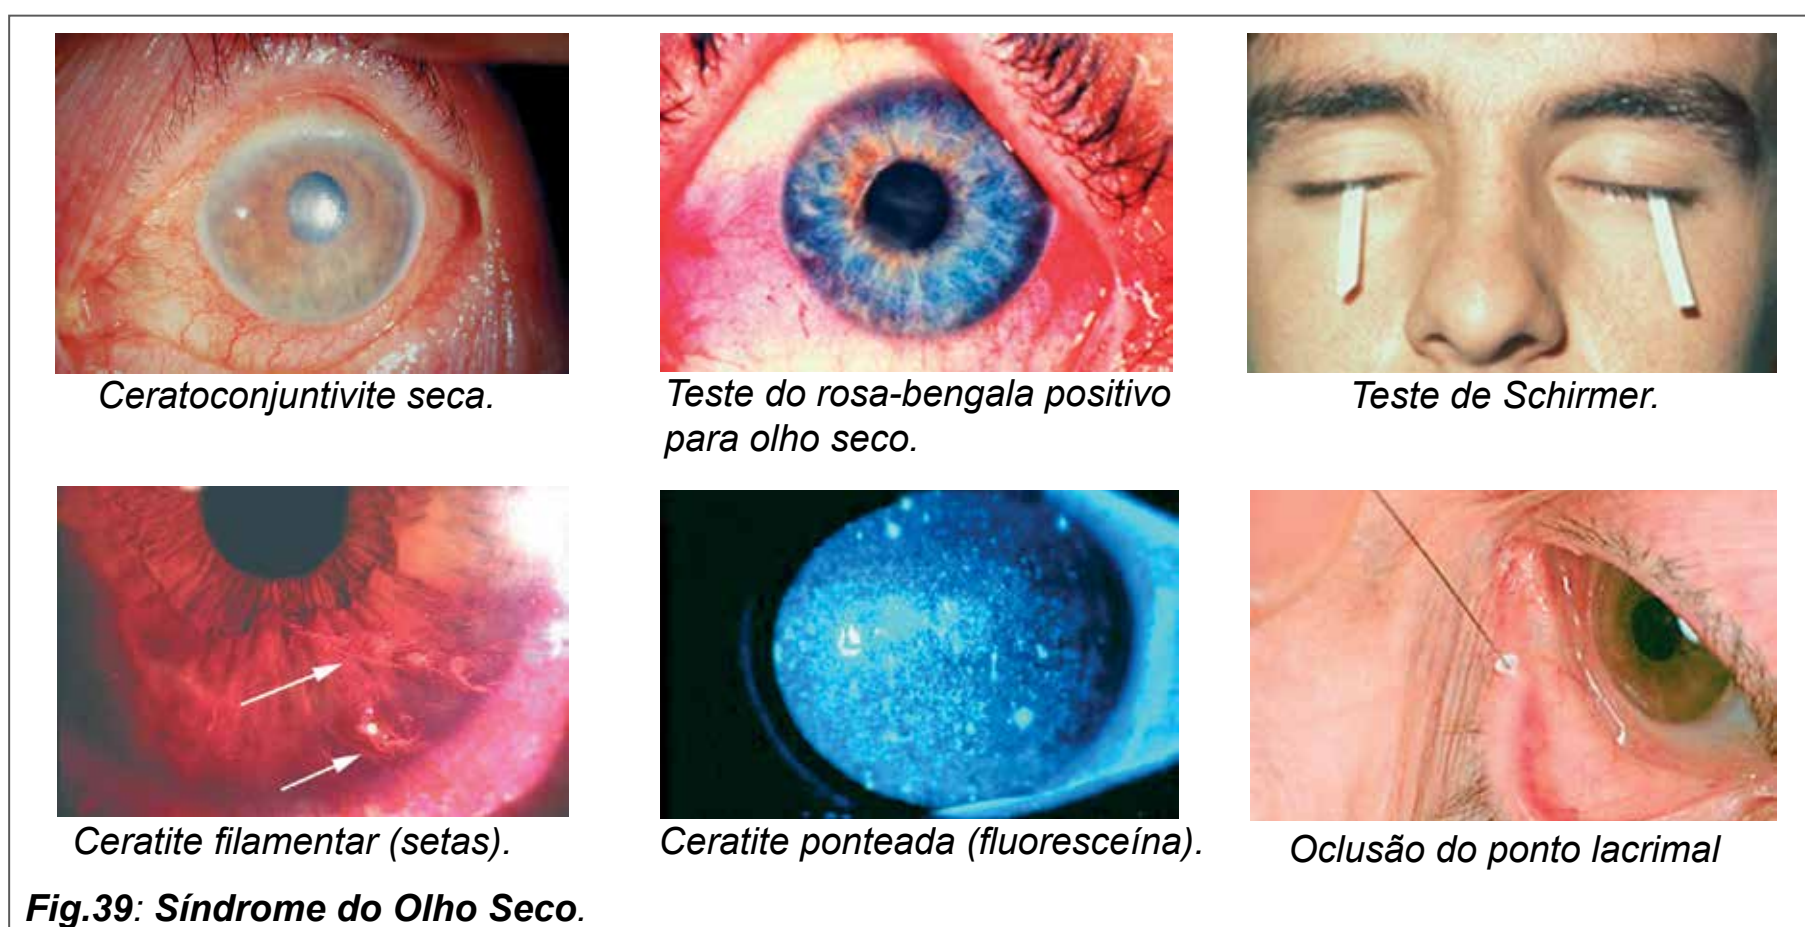 Ceratoconjuntivite seca.
Teste do rosa-bengala positivo
para olho seco.
Teste de Schirmer.
Ceratite filamentar (setas).
Ceratite ponteada (fluoresceína).
Oclusão do ponto lacrimal
Fig.39: Síndrome do Olho Seco.